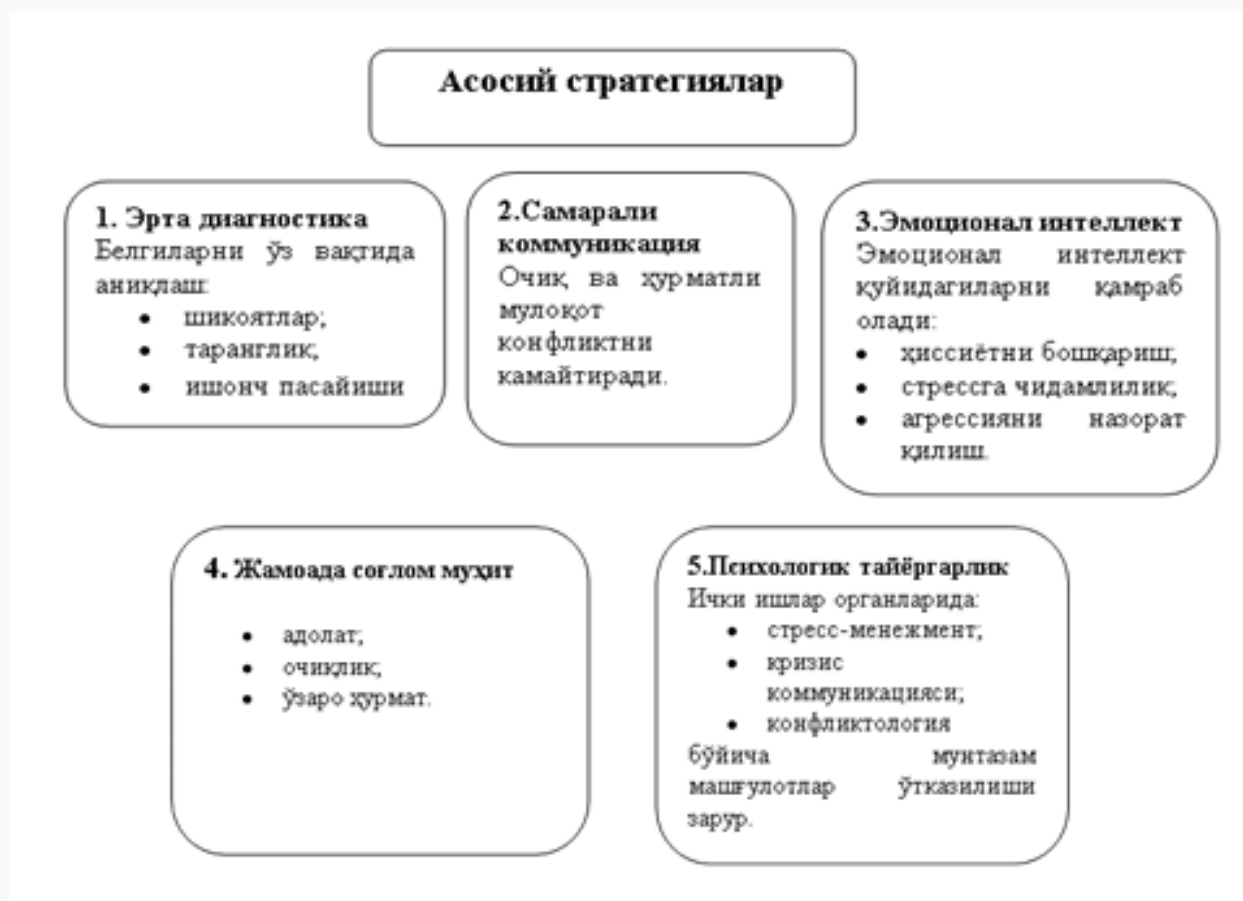 Асосий стратегиялар
1. Эрта диагностика
Белгиларни ўз вақтида
аниқлаш:
• шикоятлар;
• таранглик;
• ишонч пасайиши
2.Самарали
коммуникация
Очиқ ва ҳурматли
мулоқот
конфликтни
камайтиради.
3.Эмоционал интеллект
Эмоционал интеллект
қуйидагиларни қамраб
олади:
• ҳиссиётни бошқариш;
• стрессга чидамлилик;
• агрессияни назорат
қилиш.
4. Жамоада соғлом муҳит
• адолат;
• очиқлик;
• ўзаро ҳурмат.
5.Психологик тайёргарлик
Ички ишлар органларида:
• стресс-менежмент;
• кризис
коммуникацияси;
• конфликтология
бўйича мунтазам
машғулотлар ўтказилиши
зарур.